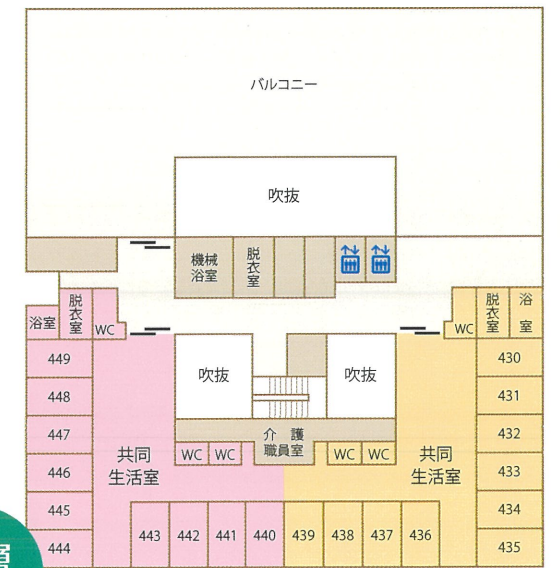 バルコニー
吹抜
機械
浴室
脱衣室
浴室
脱衣室
WC
WC
脱衣室
浴室
449
448
447
446
445
444
吹抜
吹抜
430
431
432
433
434
435
介護
職員室
WC
WC
WC
WC
共同
生活室
共同
生活室
443
442
441
440
439
438
437
436